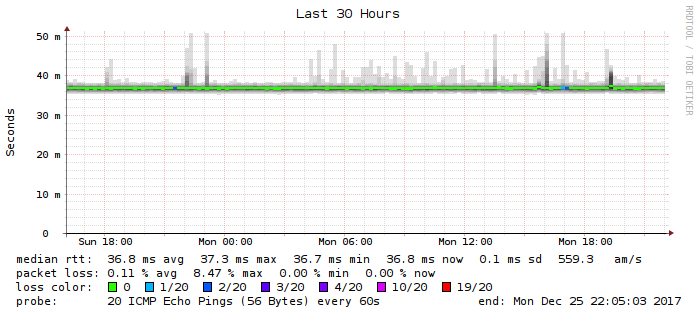 Last 30 Hours
RRDTOOL / TOBI OETIKER
50 m
40 m
30 m
20 m
10 m
0
Seconds
Sun 18:00 Mon 00:00 Mon 06:00 Mon 12:00 Mon 18:00
median rtt: 36.8 ms avg 37.3 ms max 36.7 ms min 36.8 ms now 0.1 ms sd 559.3 am/s
packet loss: 0.11 % avg 8.47 % max 0.00 % min 0.00 % now
loss color: 0 1/20 2/20 3/20 4/20 10/20 19/20
probe: 20 ICMP Echo Pings (56 Bytes) every 60s end: Mon Dec 25 22:05:03 2017